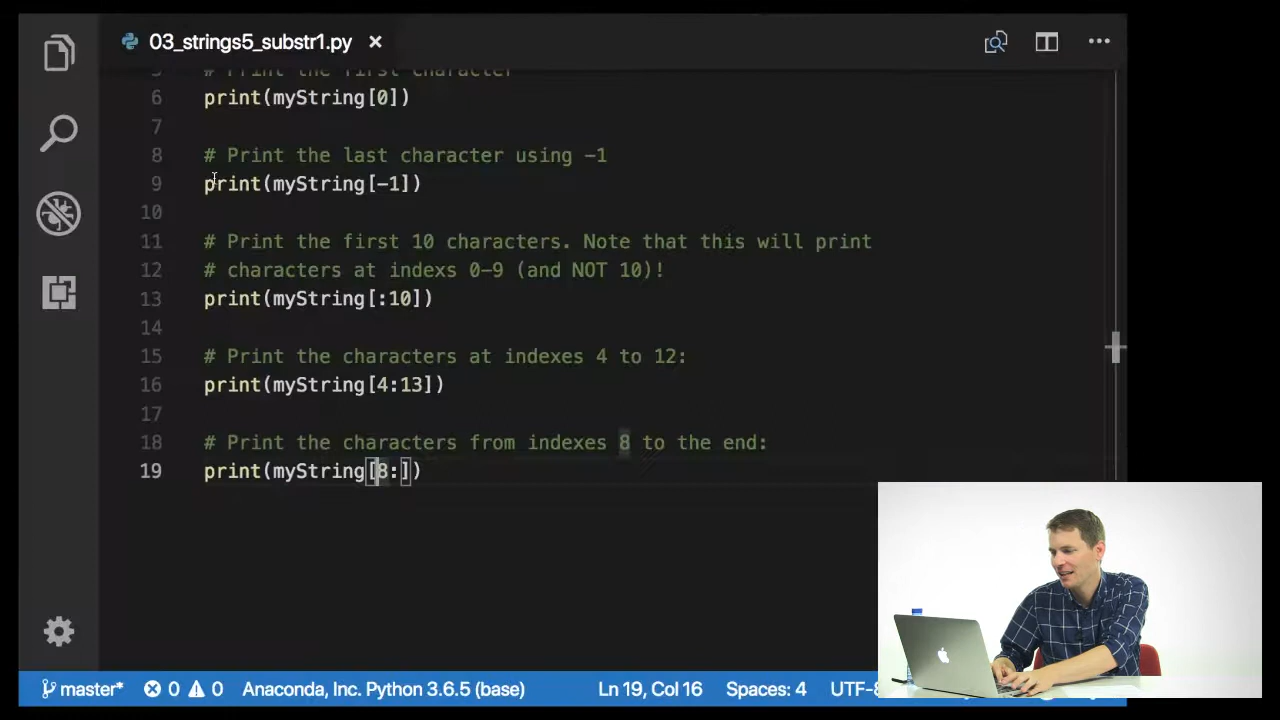 03_strings5_substr1.py
# Print the first character
6 print(myString[0])
7
8 # Print the last character using -1
9 print(myString[-1])
10
11 # Print the first 10 characters. Note that this will print
12 # characters at indexs 0-9 (and NOT 10)!
13 print(myString[:10])
14
15 # Print the characters at indexes 4 to 12:
16 print(myString[4:13])
17
18 # Print the characters from indexes 8 to the end:
19 print(myString[8:])
master* 0 0 Anaconda, Inc. Python 3.6.5 (base) Ln 19, Col 16 Spaces: 4